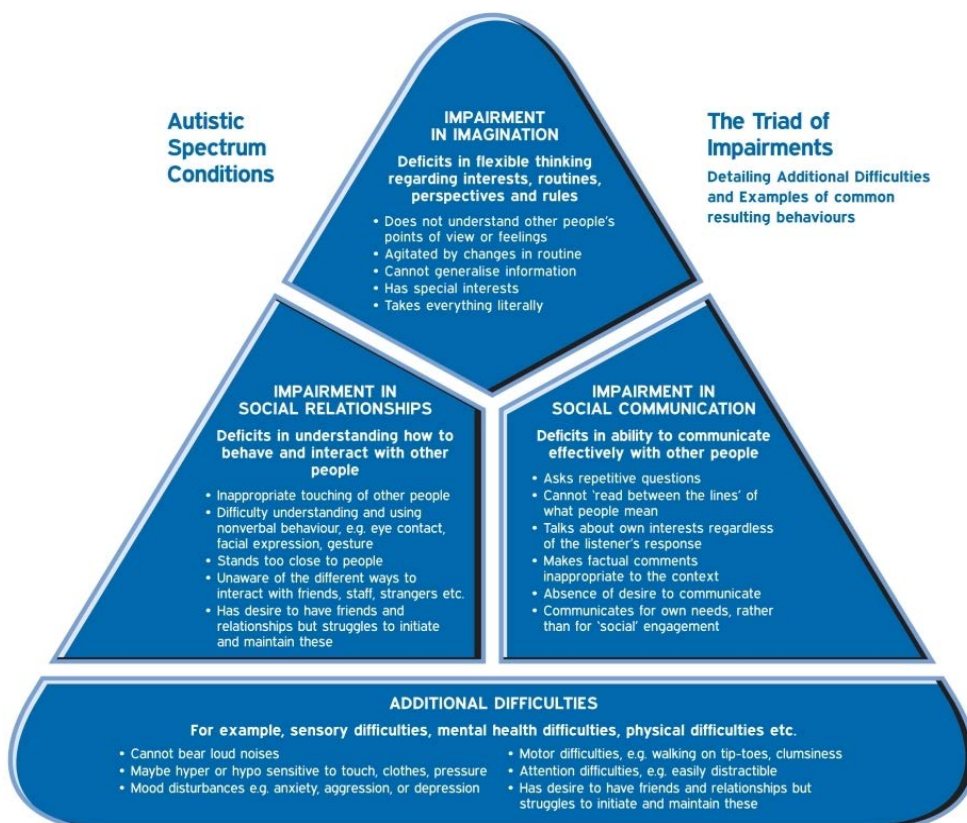 Autistic
Spectrum
Conditions
The Triad of
Impairments
Detailing Additional Difficulties
and Examples of common
resulting behaviours
IMPAIRMENT
IN IMAGINATION
Deficits in flexible thinking
regarding interests, routines,
perspectives and rules
• Does not understand other people's
points of view or feelings
• Agitated by changes in routine
• Cannot generalise information
• Has special interests
• Takes everything literally
IMPAIRMENT IN
SOCIAL RELATIONSHIPS
Deficits in understanding how to
behave and interact with other
people
• Inappropriate touching of other people
• Difficulty understanding and using
nonverbal behaviour, e.g. eye contact,
facial expression, gesture
• Stands too close to people
• Unaware of the different ways to
interact with friends, staff, strangers etc.
• Has desire to have friends and
relationships but struggles to initiate
and maintain these
IMPAIRMENT IN
SOCIAL COMMUNICATION
Deficits in ability to communicate
effectively with other people
• Asks repetitive questions
• Cannot 'read between the lines' of
what people mean
• Talks about own interests regardless
of the listener's response
• Makes factual comments
inappropriate to the context
• Absence of desire to communicate
• Communicates for own needs, rather
than for 'social' engagement
ADDITIONAL DIFFICULTIES
For example, sensory difficulties, mental health difficulties, physical difficulties etc.
• Cannot bear loud noises
• Maybe hyper or hypo sensitive to touch, clothes, pressure
• Mood disturbances e.g. anxiety, aggression, or depression
• Motor difficulties, e.g. walking on tip-toes, clumsiness
• Attention difficulties, e.g. easily distractible
• Has desire to have friends and relationships but
struggles to initiate and maintain these